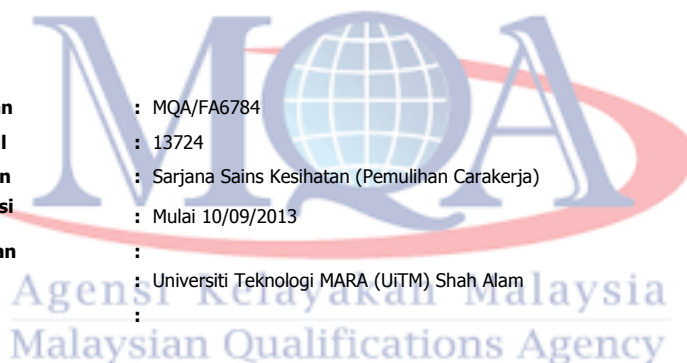 MQA
an : MQA/FA6784
l : 13724
n : Sarjana Sains Kesihatan (Pemulihan Carakerja)
si : Mulai 10/09/2013
an :
: Universiti Teknologi MARA (UiTM) Shah Alam
:
Agensi Kelayakan Malaysia
Malaysian Qualifications Agency